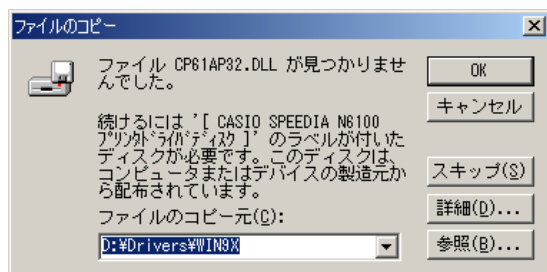 ファイルのコピー
ファイル CP61AP32.DLL が見つかりませ
んでした。
続けるには '[ CASIO SPEEDIA N6100
ﾌﾟﾘﾝﾀﾄﾞﾗｲﾊﾞﾃﾞｨｽｸ ]' のラベルが付いた
ディスクが必要です。このディスクは、
コンピュータまたはデバイスの製造元か
ら配布されています。
ファイルのコピー元(C):
D:¥Drivers¥WIN9X
OK
キャンセル
スキップ(S)
詳細(D)...
参照(B)...